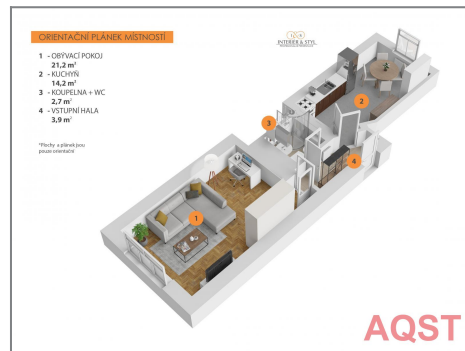 ORIENTAČNÍ PLÁNEK MÍSTNOSTÍ
INTERIER & STYL
1 - OBÝVACÍ POKOJ
21,2 m²
2 - KUCHYŇ
14,2 m²
3 - KOUPELNA + WC
2,7 m²
4 - VSTUPNÍ HALA
3,9 m²
*Plochy a plánek jsou
pouze orientační
2
3
4
1
AQST